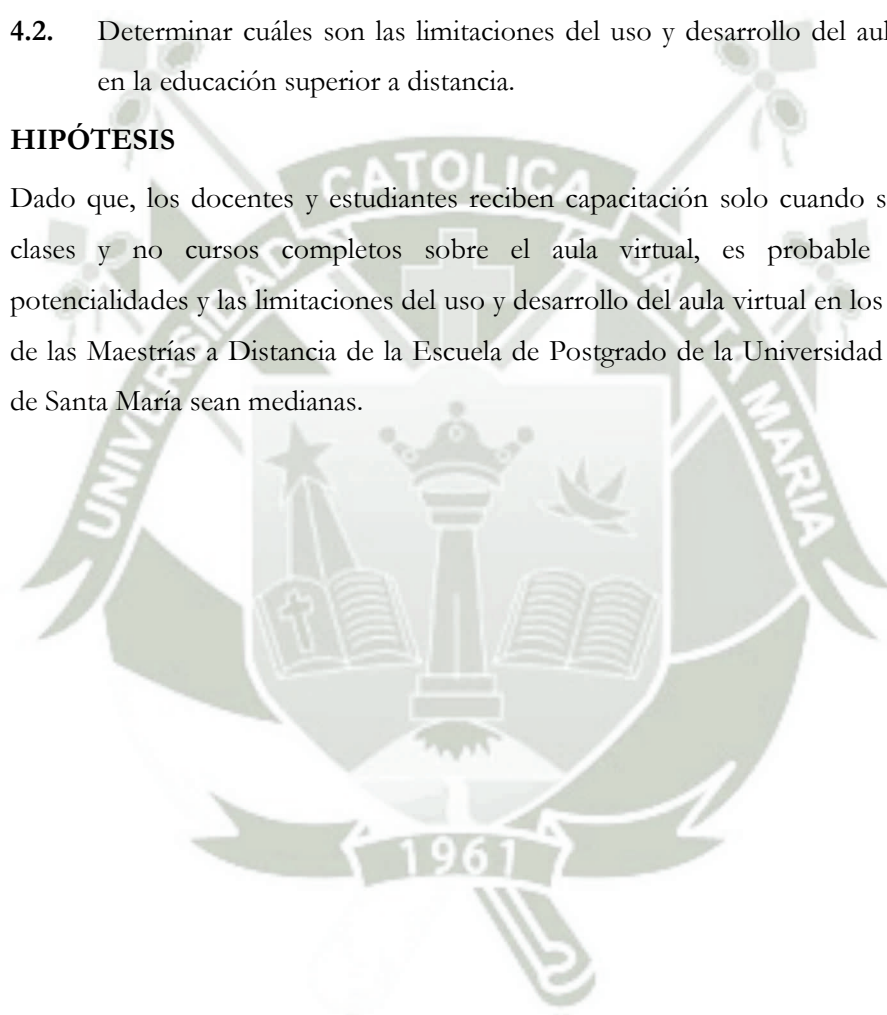 4.2. Determinar cuáles son las limitaciones del uso y desarrollo del aul
en la educación superior a distancia.
HIPÓTESIS
Dado que, los docentes y estudiantes reciben capacitación solo cuando s
clases y no cursos completos sobre el aula virtual, es probable
potencialidades y las limitaciones del uso y desarrollo del aula virtual en los
de las Maestrías a Distancia de la Escuela de Postgrado de la Universidad
de Santa María sean medianas.
UNIVERSIDAD CATOLICA SANTA MARIA
1961